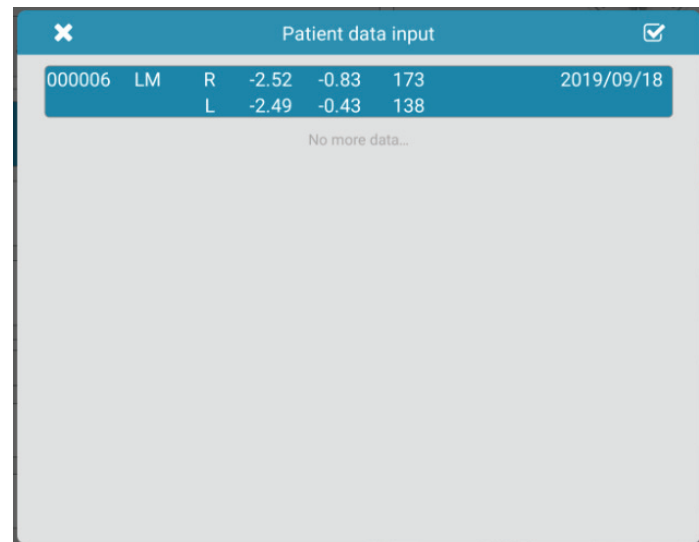 Patient data input
000006 LM R -2.52 -0.83 173 2019/09/18
L -2.49 -0.43 138
No more data...